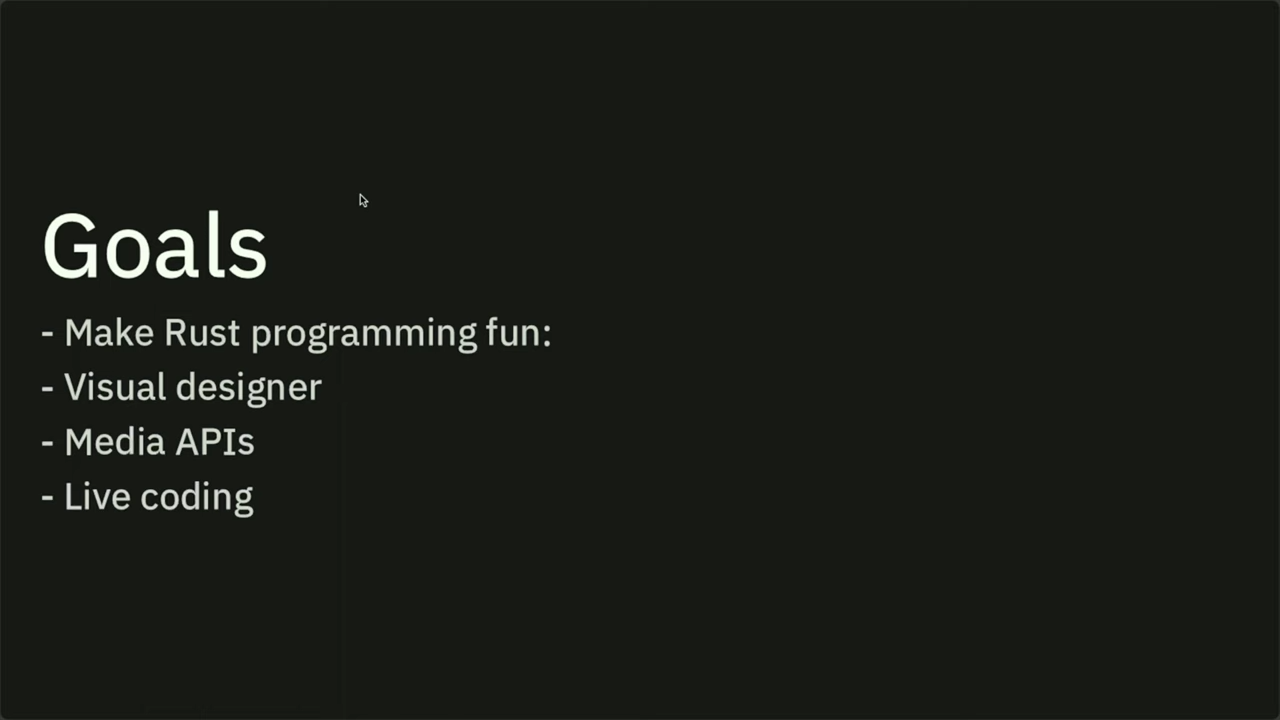 Goals
- Make Rust programming fun:
- Visual designer
- Media APIs
- Live coding